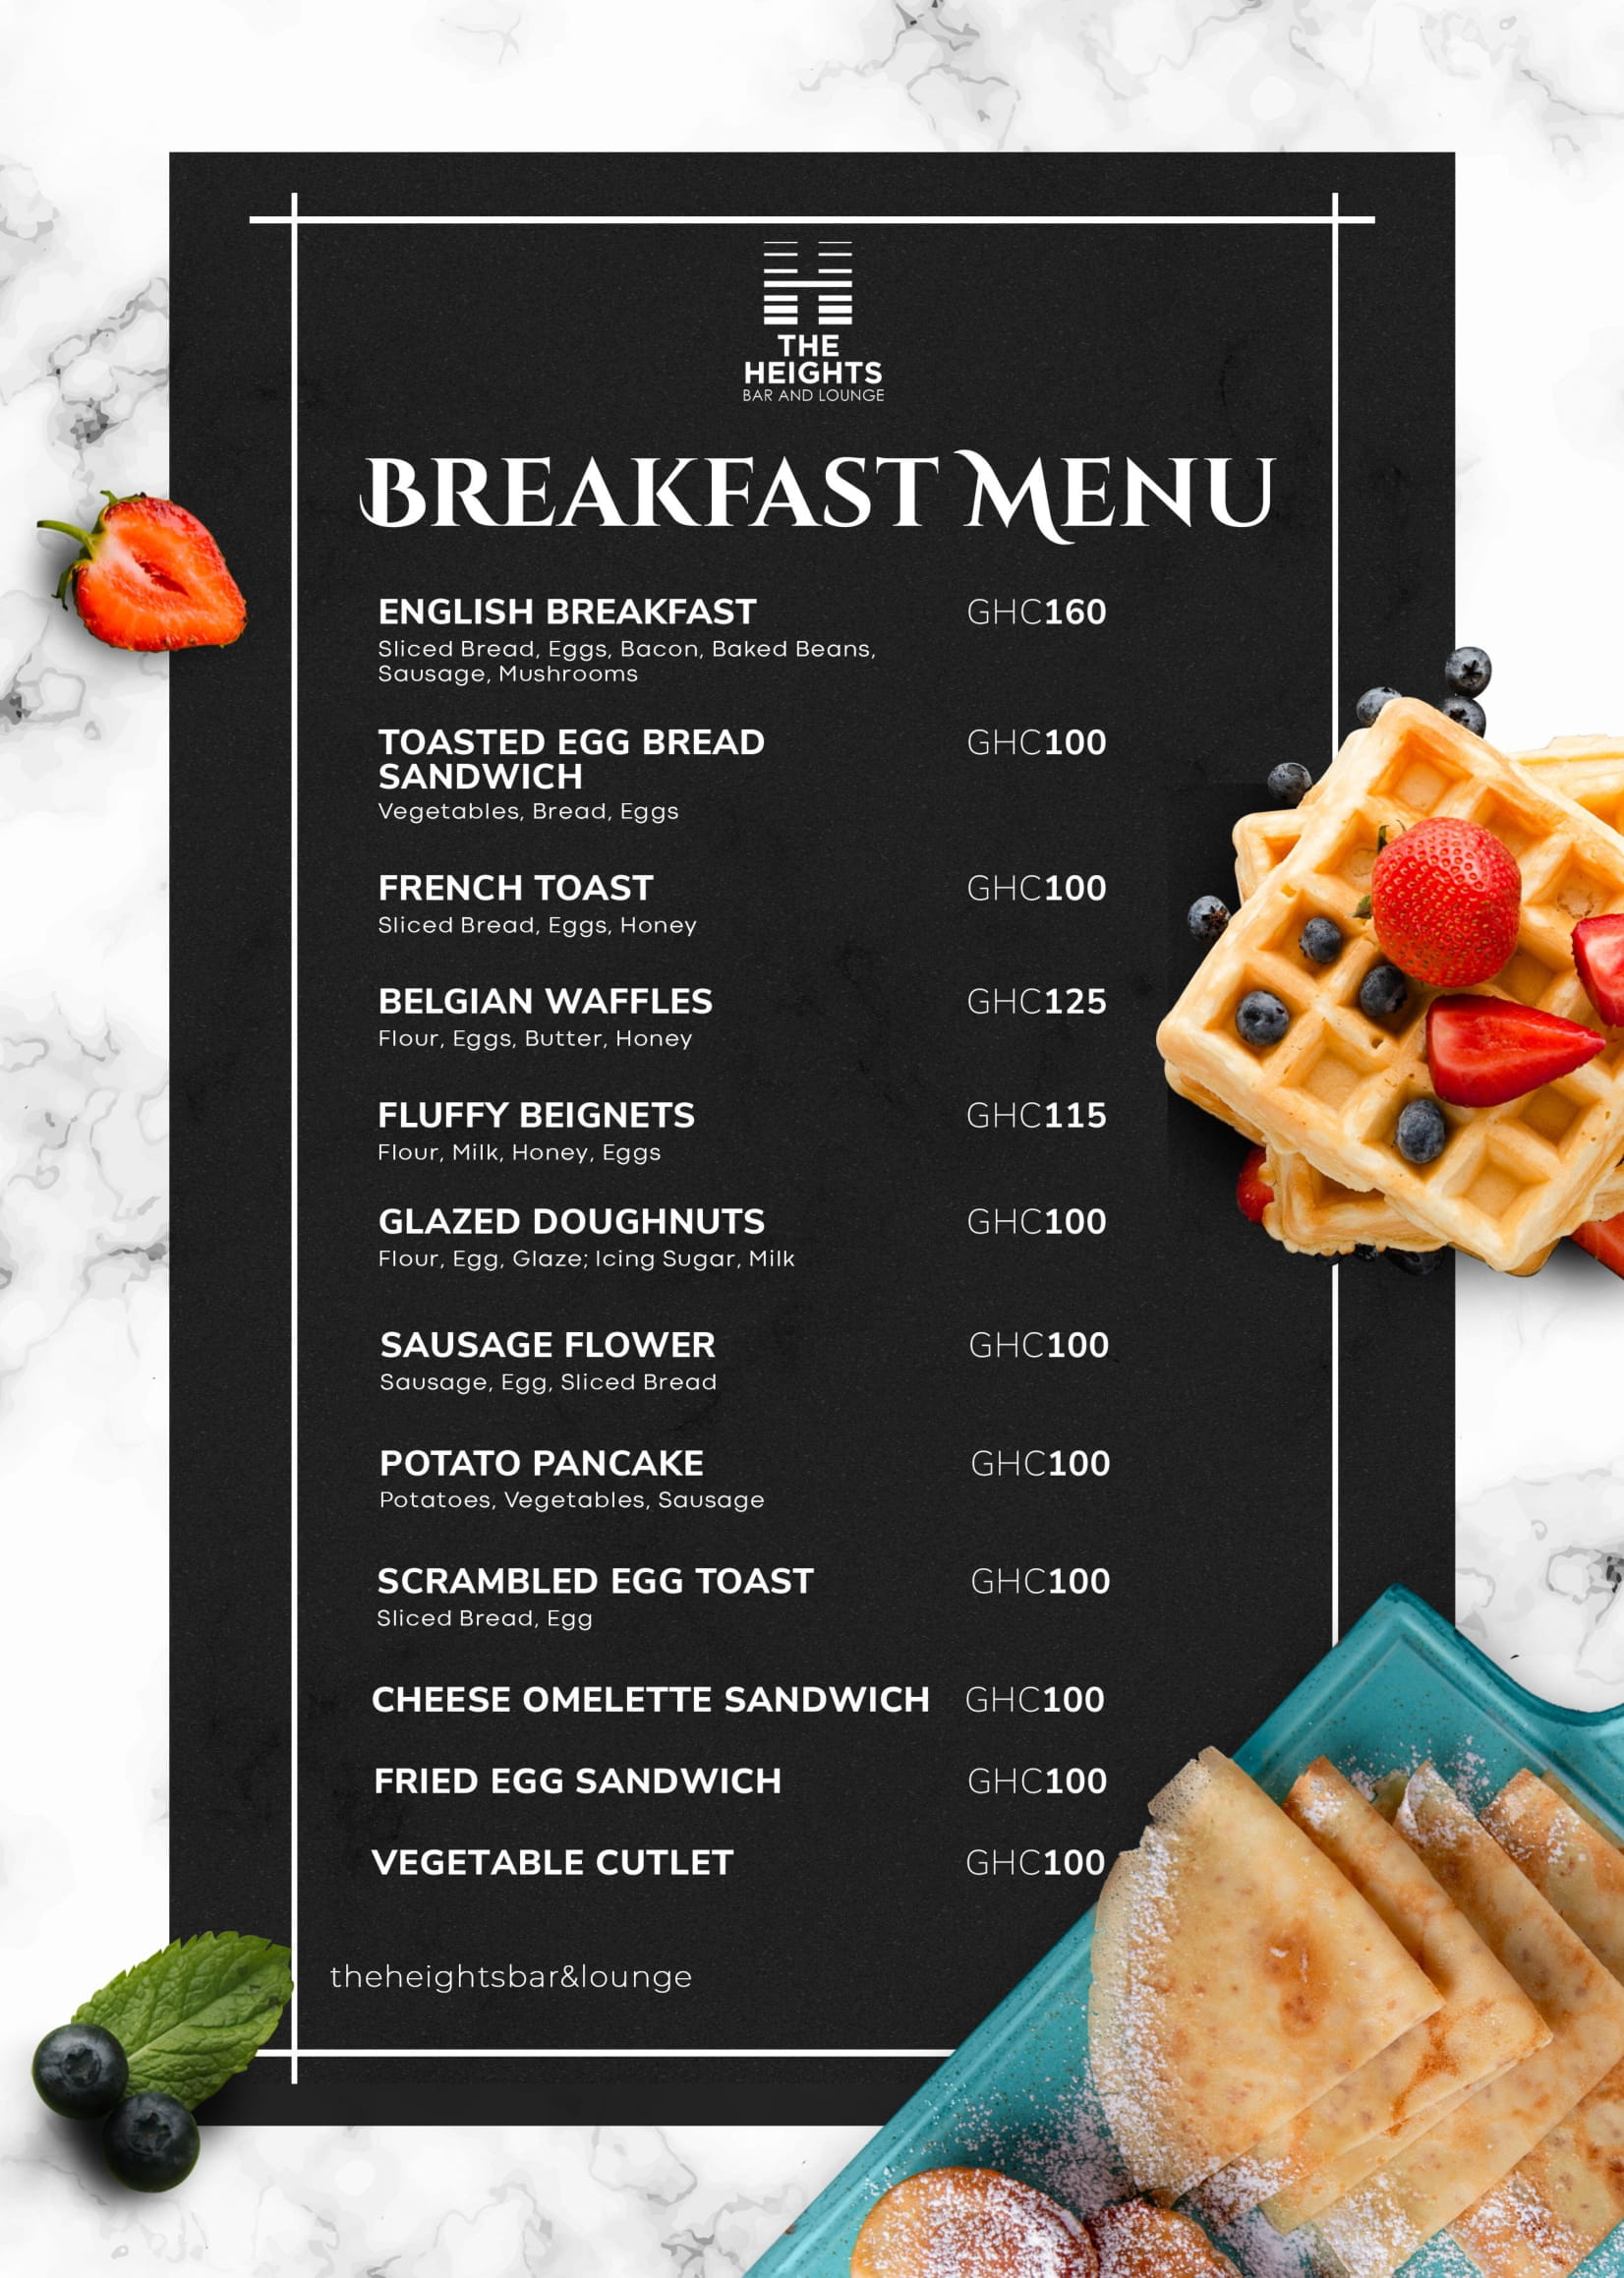 THE
HEIGHTS
BAR AND LOUNGE
BREAKFAST MENU
ENGLISH BREAKFAST GHC160
Sliced Bread, Eggs, Bacon, Baked Beans,
Sausage, Mushrooms
TOASTED EGG BREAD GHC100
SANDWICH
Vegetables, Bread, Eggs
FRENCH TOAST GHC100
Sliced Bread, Eggs, Honey
BELGIAN WAFFLES GHC125
Flour, Eggs, Butter, Honey
FLUFFY BEIGNETS GHC115
Flour, Milk, Honey, Eggs
GLAZED DOUGHNUTS GHC100
Flour, Egg, Glaze; Icing Sugar, Milk
SAUSAGE FLOWER GHC100
Sausage, Egg, Sliced Bread
POTATO PANCAKE GHC100
Potatoes, Vegetables, Sausage
SCRAMBLED EGG TOAST GHC100
Sliced Bread, Egg
CHEESE OMELETTE SANDWICH GHC100
FRIED EGG SANDWICH GHC100
VEGETABLE CUTLET GHC100
theheightsbar&lounge